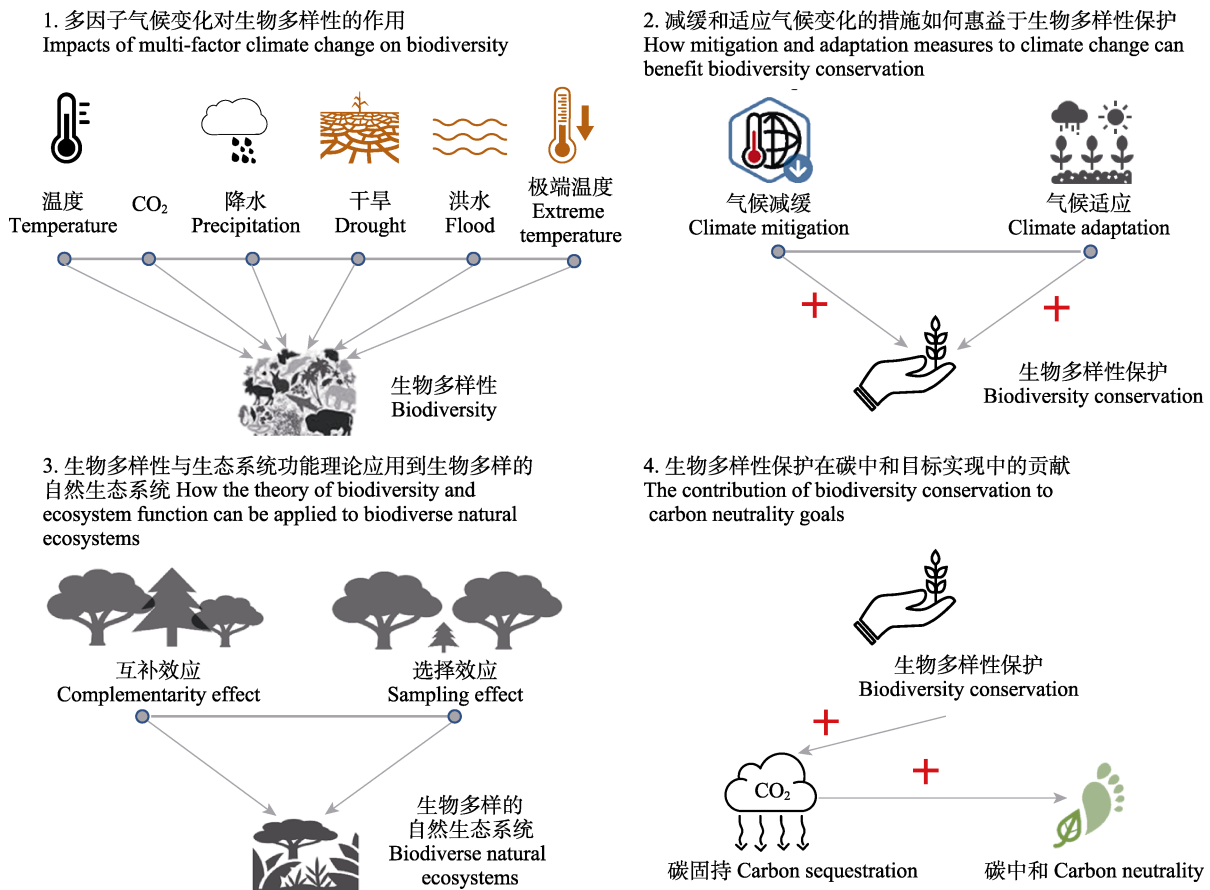 1. 多因子气候变化对生物多样性的作用
Impacts of multi-factor climate change on biodiversity
温度
Temperature
CO₂
降水
Precipitation
干旱
Drought
洪水
Flood
极端温度
Extreme
temperature
生物多样性
Biodiversity
2. 减缓和适应气候变化的措施如何惠益于生物多样性保护
How mitigation and adaptation measures to climate change can
benefit biodiversity conservation
气候减缓
Climate mitigation
气候适应
Climate adaptation
生物多样性保护
Biodiversity conservation
3. 生物多样性与生态系统功能理论应用到生物多样的
自然生态系统 How the theory of biodiversity and
ecosystem function can be applied to biodiverse natural
ecosystems
互补效应
Complementarity effect
选择效应
Sampling effect
生物多样的
自然生态系统
Biodiverse natural
ecosystems
4. 生物多样性保护在碳中和目标实现中的贡献
The contribution of biodiversity conservation to
carbon neutrality goals
生物多样性保护
Biodiversity conservation
CO₂
碳固持 Carbon sequestration
碳中和 Carbon neutrality